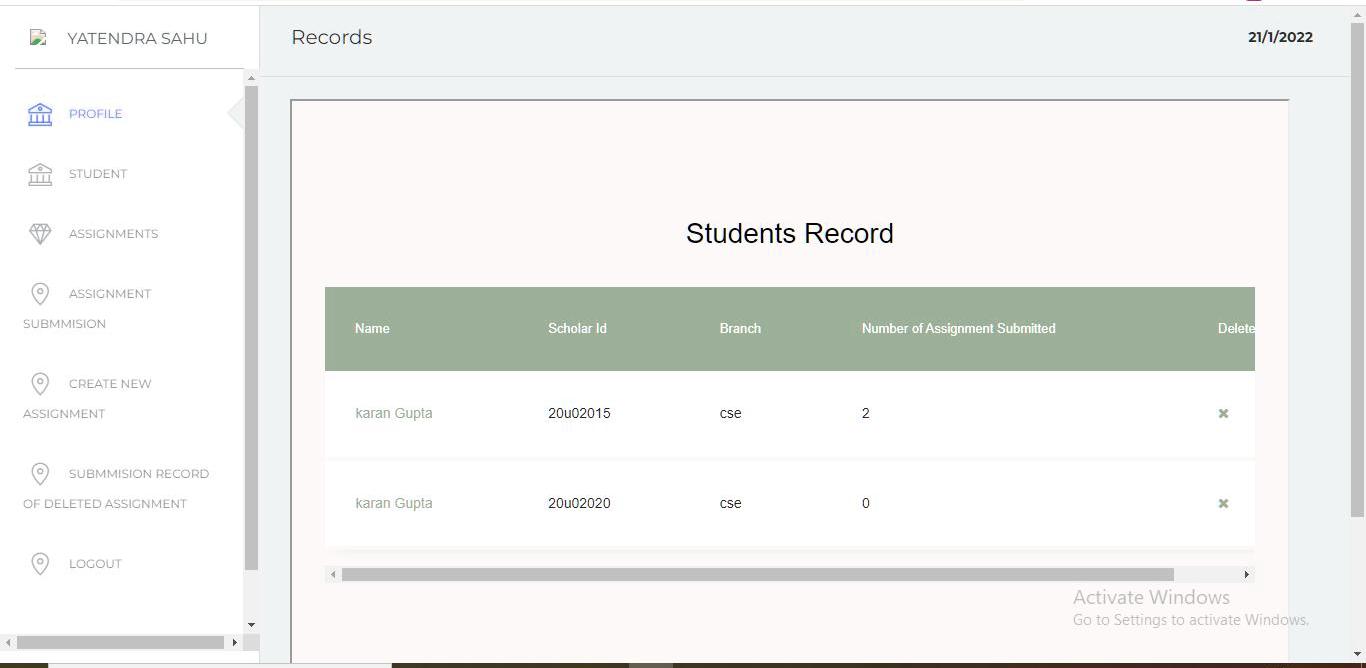 YATENDRA SAHU
Records
21/1/2022
PROFILE
STUDENT
ASSIGNMENTS
ASSIGNMENT
SUBMMISION
CREATE NEW
ASSIGNMENT
SUBMMISION RECORD
OF DELETED ASSIGNMENT
LOGOUT
Students Record
Name Scholar Id Branch Number of Assignment Submitted Delete
karan Gupta 20u02015 cse 2
karan Gupta 20u02020 cse 0
Activate Windows
Go to Settings to activate Windows.